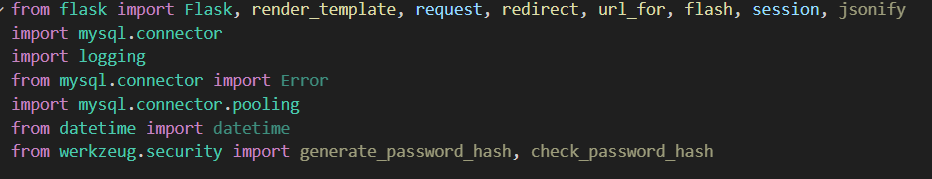 from flask import Flask, render_template, request, redirect, url_for, flash, session, jsonify
import mysql.connector
import logging
from mysql.connector import Error
import mysql.connector.pooling
from datetime import datetime
from werkzeug.security import generate_password_hash, check_password_hash